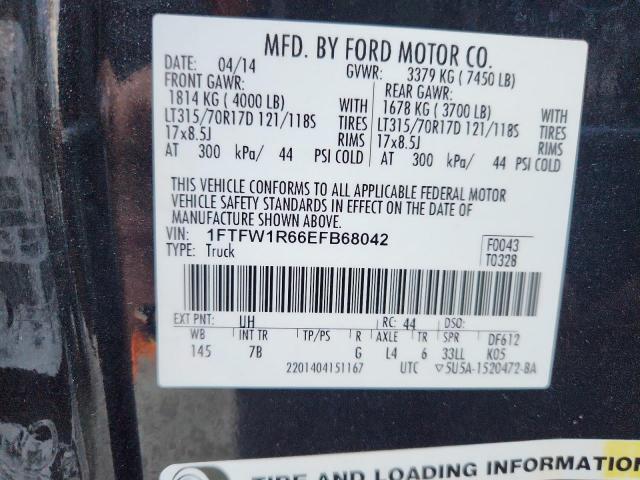 MFD. BY FORD MOTOR CO.
DATE: 04/14 GVWR: 3379 KG ( 7450 LB)
FRONT GAWR: REAR GAWR:
1814 KG ( 4000 LB) WITH 1678 KG ( 3700 LB) WITH
LT315/70R17D 121/118S TIRES LT315/70R17D 121/118S TIRES
17x8.5J RIMS 17x8.5J RIMS
AT 300 kPa/ 44 PSI COLD AT 300 kPa/ 44 PSI COLD
THIS VEHICLE CONFORMS TO ALL APPLICABLE FEDERAL MOTOR
VEHICLE SAFETY STANDARDS IN EFFECT ON THE DATE OF
MANUFACTURE SHOWN ABOVE.
VIN: 1FTFW1R66EFB68042 F0043
TYPE: Truck T0328
EXT PNT: UH RC: 44 DSO:
WB INT TR TP/PS R AXLE TR SPR DF612
145 7B G L4 6 33LL K05
2201404151167 UTC ▽5U5A-1520472-8A
TIRE AND LOADING INFORMATION